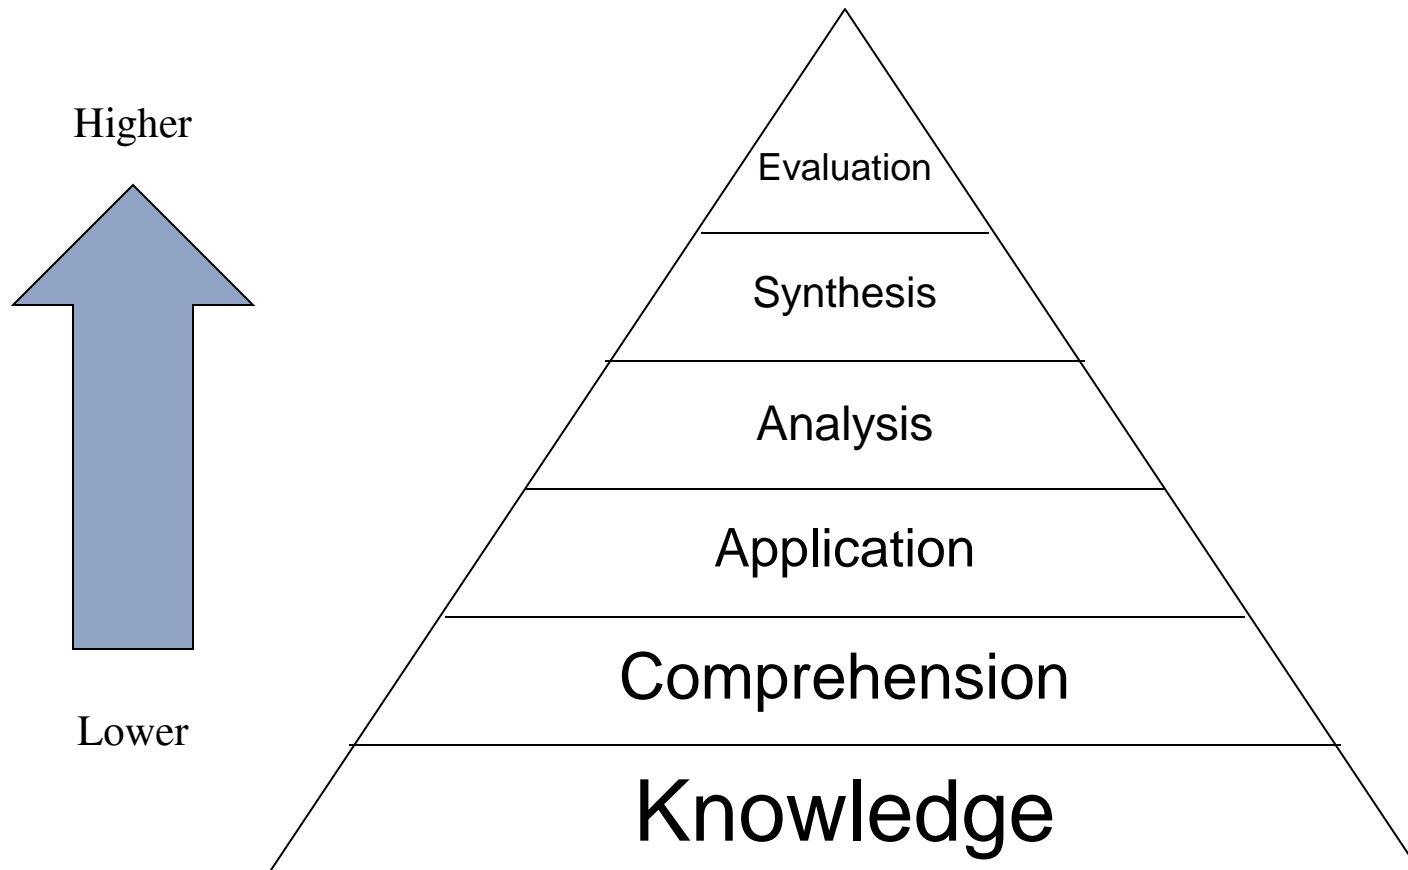 Higher
Evaluation
Synthesis
Analysis
Application
Comprehension
Lower
Knowledge